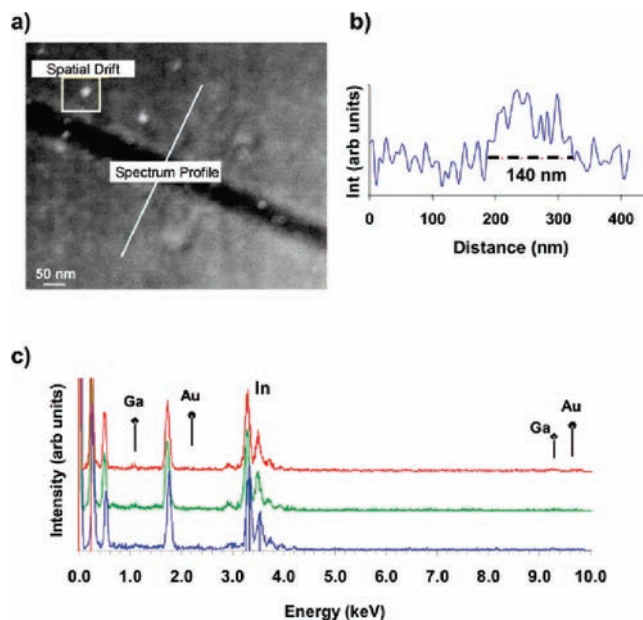 a)
Spatial Drift
Spectrum Profile
50 nm
b)
Int (arb units)
140 nm
0 100 200 300 400
Distance (nm)
c)
Intensity (arb units)
Ga
Au
In
Ga
Au
0.0 1.0 2.0 3.0 4.0 5.0 6.0 7.0 8.0 9.0 10.0
Energy (keV)